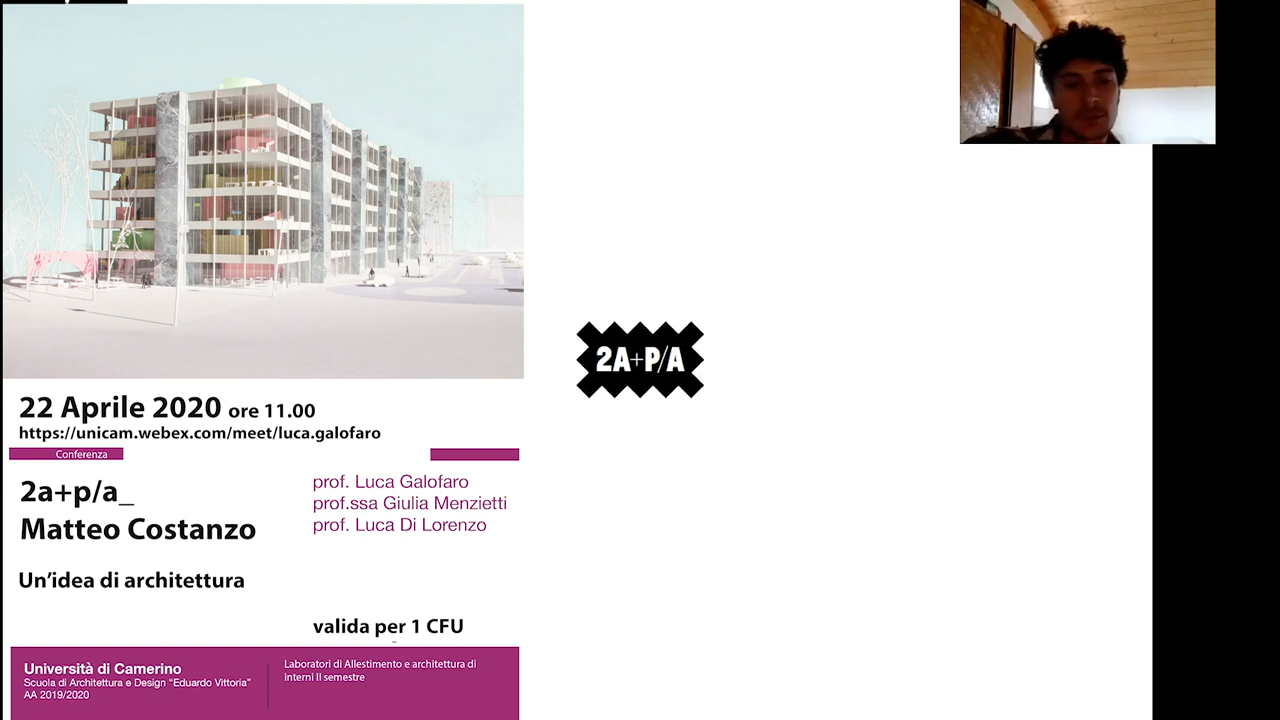 22 Aprile 2020 ore 11.00
https://unicam.webex.com/meet/luca.galofaro
Conferenza
2a+p/a_
Matteo Costanzo
prof. Luca Galofaro
prof.ssa Giulia Menzietti
prof. Luca Di Lorenzo
Un'idea di architettura
valida per 1 CFU
Università di Camerino
Scuola di Architettura e Design "Eduardo Vittoria"
AA 2019/2020
Laboratori di Allestimento e architettura di
interni II semestre
2A+P/A